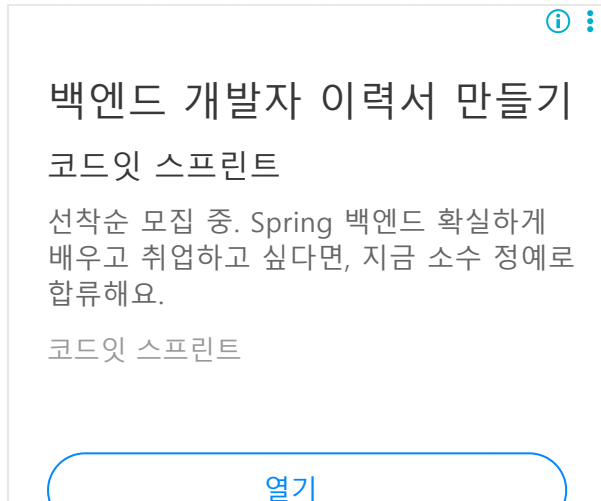 백엔드 개발자 이력서 만들기
코드잇 스프린트
선착순 모집 중. Spring 백엔드 확실하게
배우고 취업하고 싶다면, 지금 소수 정예로
합류해요.
코드잇 스프린트
열기